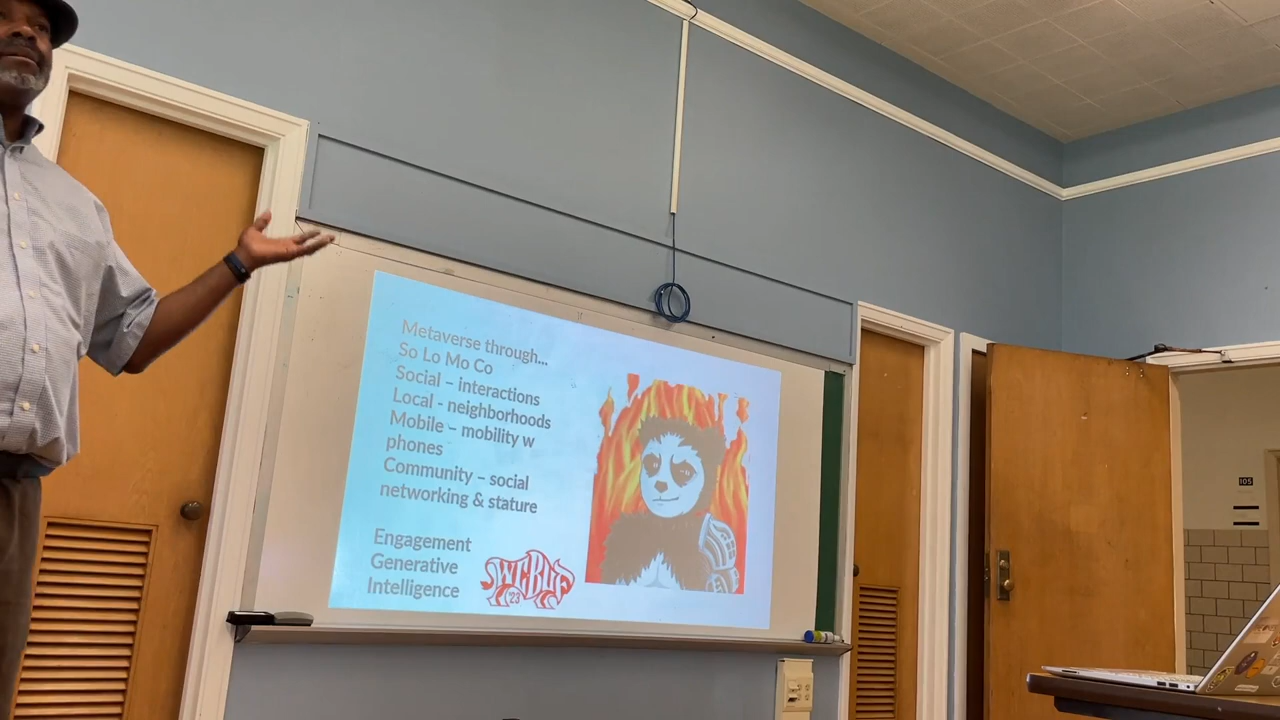 Metaverse through...
So Lo Mo Co
Social – interactions
Local - neighborhoods
Mobile – mobility w
phones
Community – social
networking & stature
Engagement
Generative
Intelligence
WCBUF
'23
105